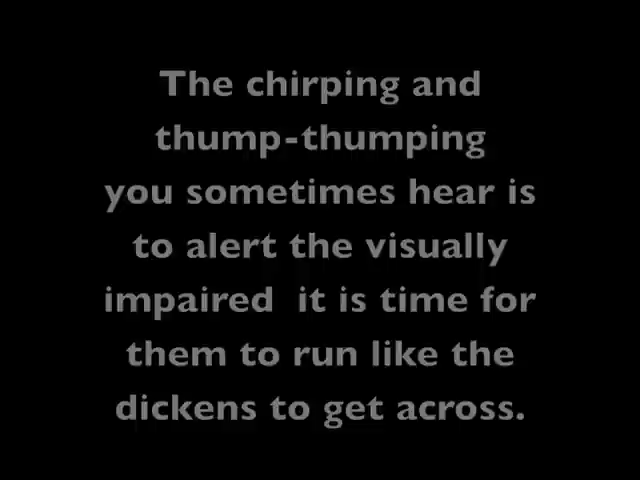 The chirping and
thump-thumping
you sometimes hear is
to alert the visually
impaired  it is time for
them to run like the
dickens to get across.